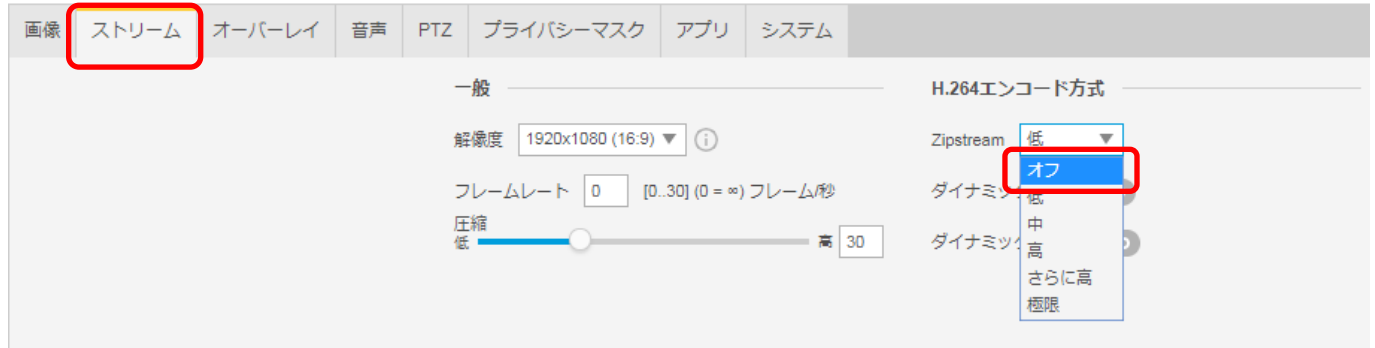 画像 ストリーム オーバーレイ 音声 PTZ プライバシーマスク アプリ システム
一般
解像度 1920x1080 (16:9)
フレームレート 0 [0..30] (0 = ∞) フレーム/秒
圧縮
低 高 30
H.264エンコード方式
Zipstream 低
オフ
低
中
高
さらに高
極限
ダイナミッ
ダイナミック